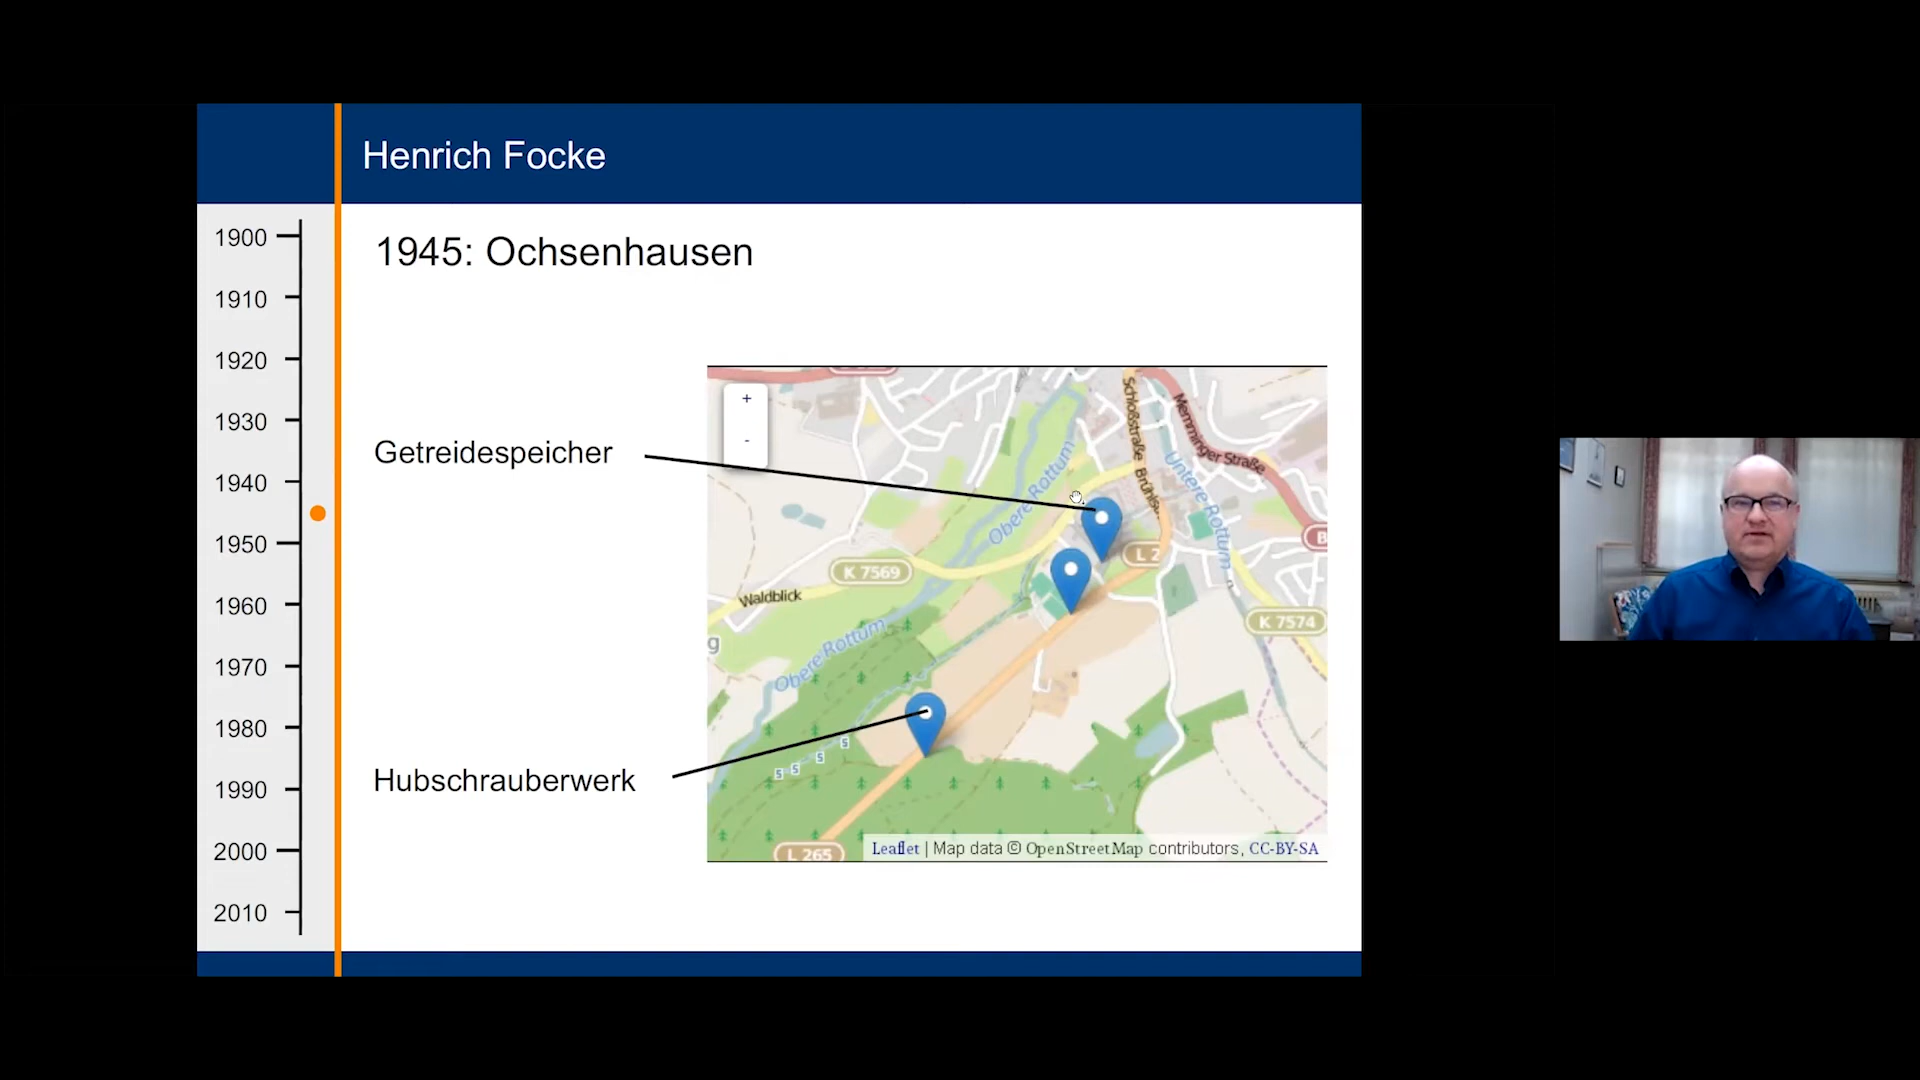 Henrich Focke
1945: Ochsenhausen
1900
1910
1920
1930
1940
1950
1960
1970
1980
1990
2000
2010
Getreidespeicher
Hubschrauberwerk
+
-
Schloßstraße
Memminger Straße
Obere Rottum
Untere Rottum
L 2
B
K 7569
Waldblick
K 7574
g
Obere Rottum
L 265
Leaflet | Map data © OpenStreetMap contributors, CC-BY-SA